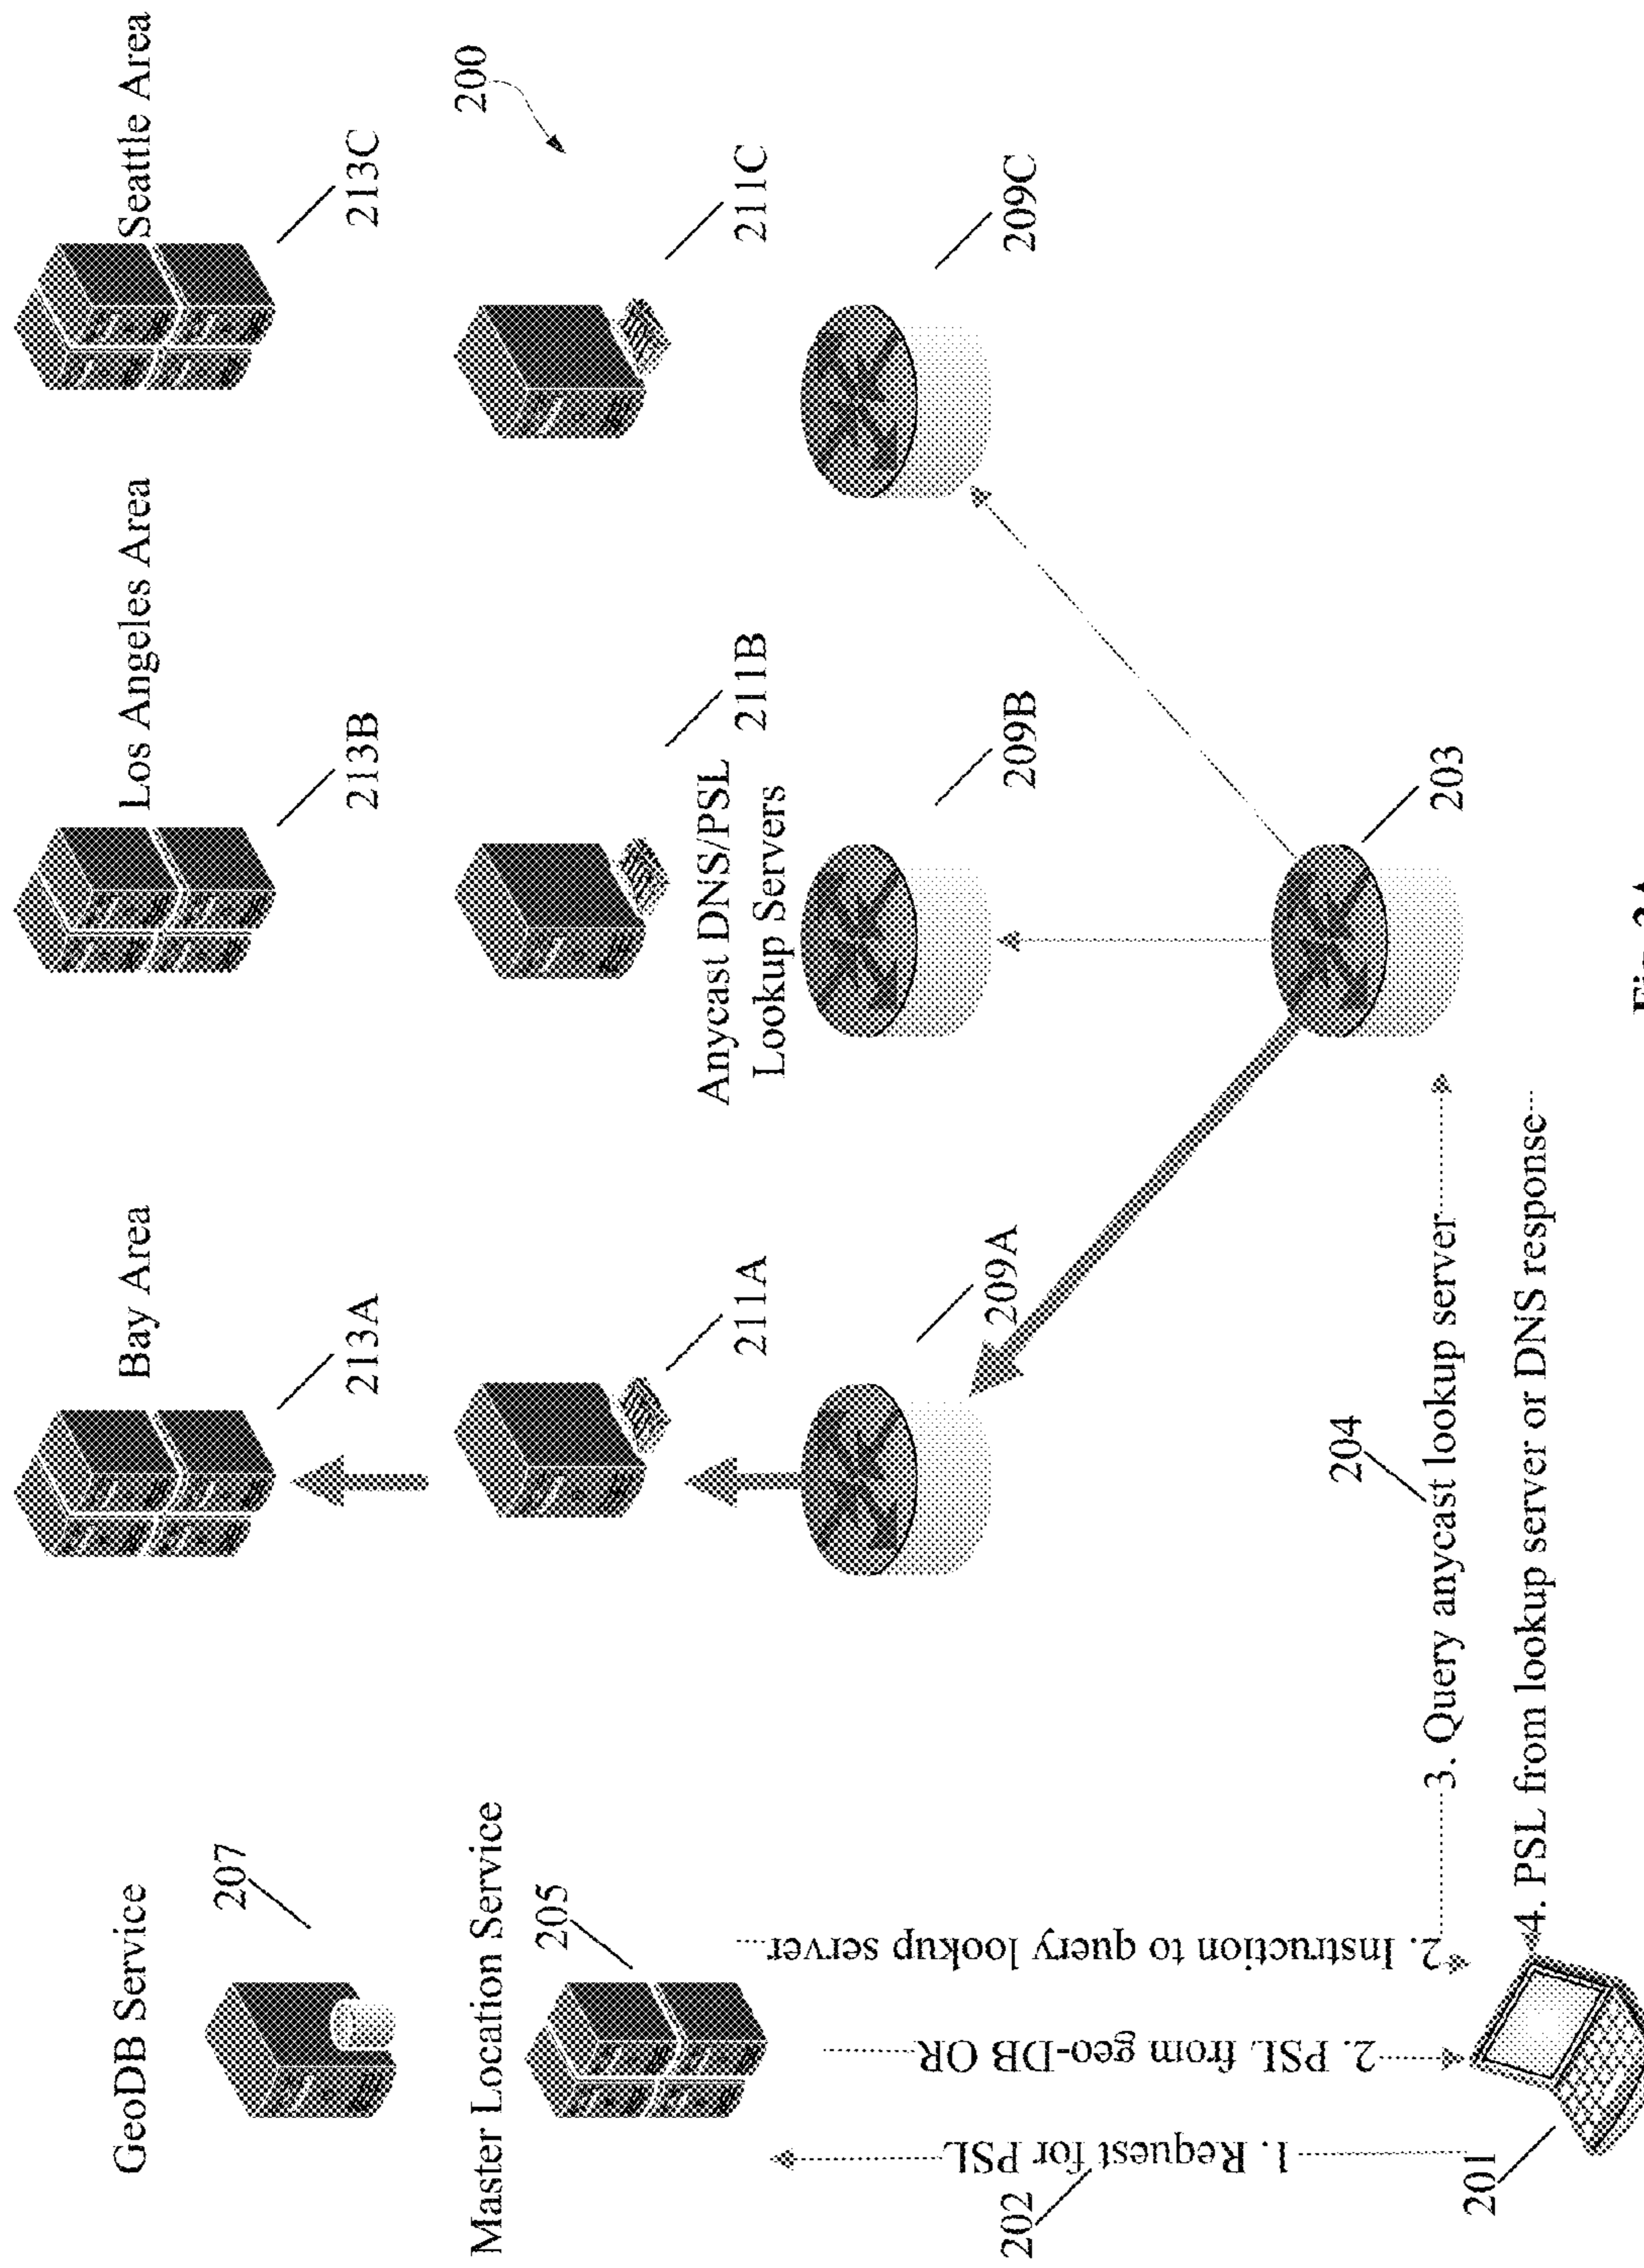 GeoDB Service
207
Master Location Service
205
1. Request for PSL
202
2. PSL from geo-DB OR
2. Instruction to query lookup server
201
3. Query anycast lookup server
204
4. PSL from lookup server or DNS response
Bay Area
213A
211A
209A
Los Angeles Area
213B
211B
Anycast DNS/PSL
Lookup Servers
209B
203
Seattle Area
213C
200
211C
209C